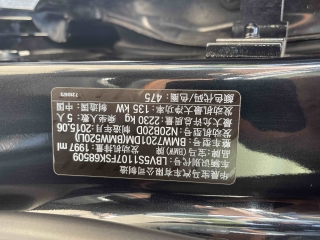 华晨宝马汽车有限公司制造
车辆识别代号: LBV5S1107FSK68509
品牌: 宝马 (BMW) 发动机排量: 1997 ml
整车型号: BMW7201DM(BMW520Li)
发动机型号: N20B20D 制造年月: 2015.06
最大允许总质量: 2230 kg 乘坐人数: 5 人
发动机最大净功率: 135 kW 制造国: 中国
颜色代码/色圈: 475